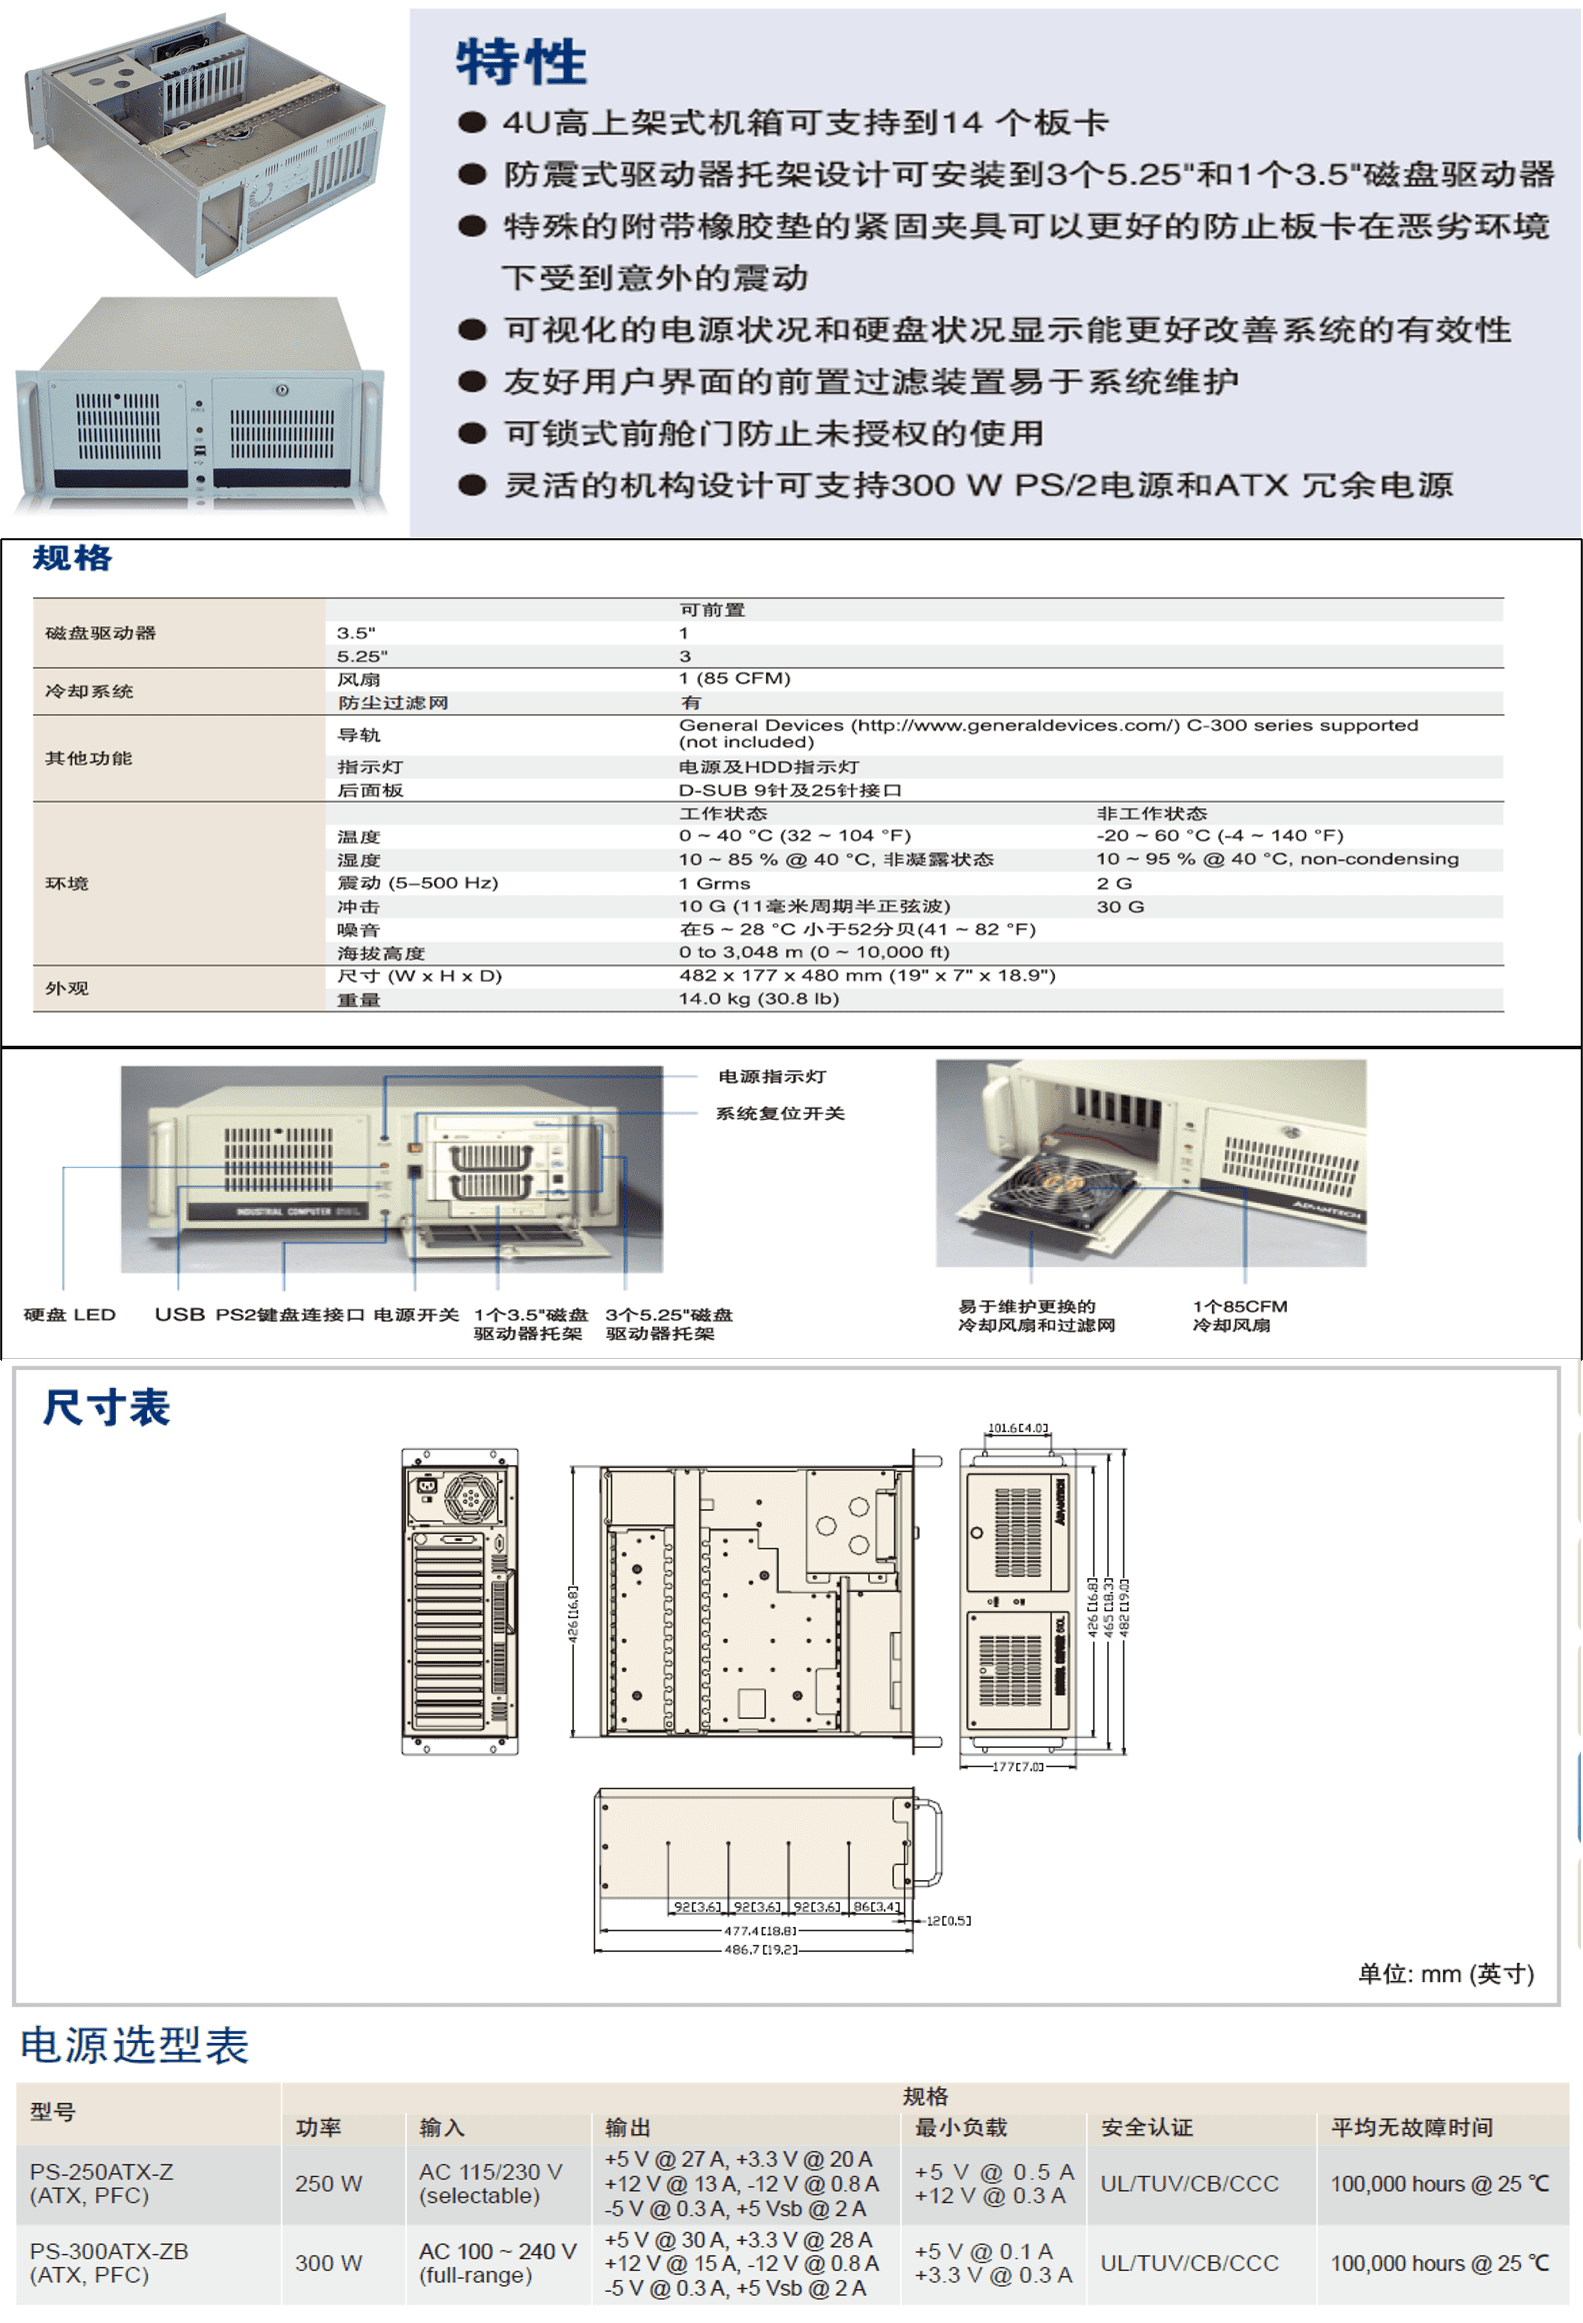 特性
● 4U高上架式机箱可支持到14 个板卡
● 防震式驱动器托架设计可安装到3个5.25"和1个3.5"磁盘驱动器
● 特殊的附带橡胶垫的紧固夹具可以更好的防止板卡在恶劣环境
下受到意外的震动
● 可视化的电源状况和硬盘状况显示能更好改善系统的有效性
● 友好用户界面的前置过滤装置易于系统维护
● 可锁式前舱门防止未授权的使用
● 灵活的机构设计可支持300 W PS/2电源和ATX 冗余电源
规格
可前置
磁盘驱动器 3.5" 1
5.25" 3
冷却系统 风扇 1 (85 CFM)
防尘过滤网 有
其他功能 导轨 General Devices (http://www.generaldevices.com/) C-300 series supported
(not included)
指示灯 电源及HDD指示灯
后面板 D-SUB 9针及25针接口
工作状态 非工作状态
温度 0 ~ 40 °C (32 ~ 104 °F) -20 ~ 60 °C (-4 ~ 140 °F)
湿度 10 ~ 85 % @ 40 °C, 非凝露状态 10 ~ 95 % @ 40 °C, non-condensing
环境 震动 (5–500 Hz) 1 Grms 2 G
冲击 10 G (11毫米周期半正弦波) 30 G
噪音 在5 ~ 28 °C 小于52分贝(41 ~ 82 °F)
海拔高度 0 to 3,048 m (0 ~ 10,000 ft)
外观 尺寸 (W x H x D) 482 x 177 x 480 mm (19" x 7" x 18.9")
重量 14.0 kg (30.8 lb)
电源指示灯
系统复位开关
INDUSTRIAL COMPUTER
ADVANTECH
硬盘 LED USB PS2键盘连接口 电源开关 1个3.5"磁盘
驱动器托架
3个5.25"磁盘
驱动器托架
易于维护更换的
冷却风扇和过滤网
1个85CFM
冷却风扇
尺寸表
101.6[4.0]
426[16.8]
ADVANTECH
INDUSTRIAL COMPUTER 610L
426[16.8]
465[18.3]
482[19.0]
177[7.0]
92[3.6] 92[3.6] 92[3.6] 86[3.4]
12[0.5]
477.4[18.8]
486.7[19.2]
单位: mm (英寸)
电源选型表
型号 规格
功率 输入 输出 最小负载 安全认证 平均无故障时间
PS-250ATX-Z
(ATX, PFC)
250 W
AC 115/230 V
(selectable)
+5 V @ 27 A, +3.3 V @ 20 A
+12 V @ 13 A, -12 V @ 0.8 A
-5 V @ 0.3 A, +5 Vsb @ 2 A
+5 V @ 0.5 A
+12 V @ 0.3 A
UL/TUV/CB/CCC
100,000 hours @ 25 ℃
PS-300ATX-ZB
(ATX, PFC)
300 W
AC 100 ~ 240 V
(full-range)
+5 V @ 30 A, +3.3 V @ 28 A
+12 V @ 15 A, -12 V @ 0.8 A
-5 V @ 0.3 A, +5 Vsb @ 2 A
+5 V @ 0.1 A
+3.3 V @ 0.3 A
UL/TUV/CB/CCC
100,000 hours @ 25 ℃